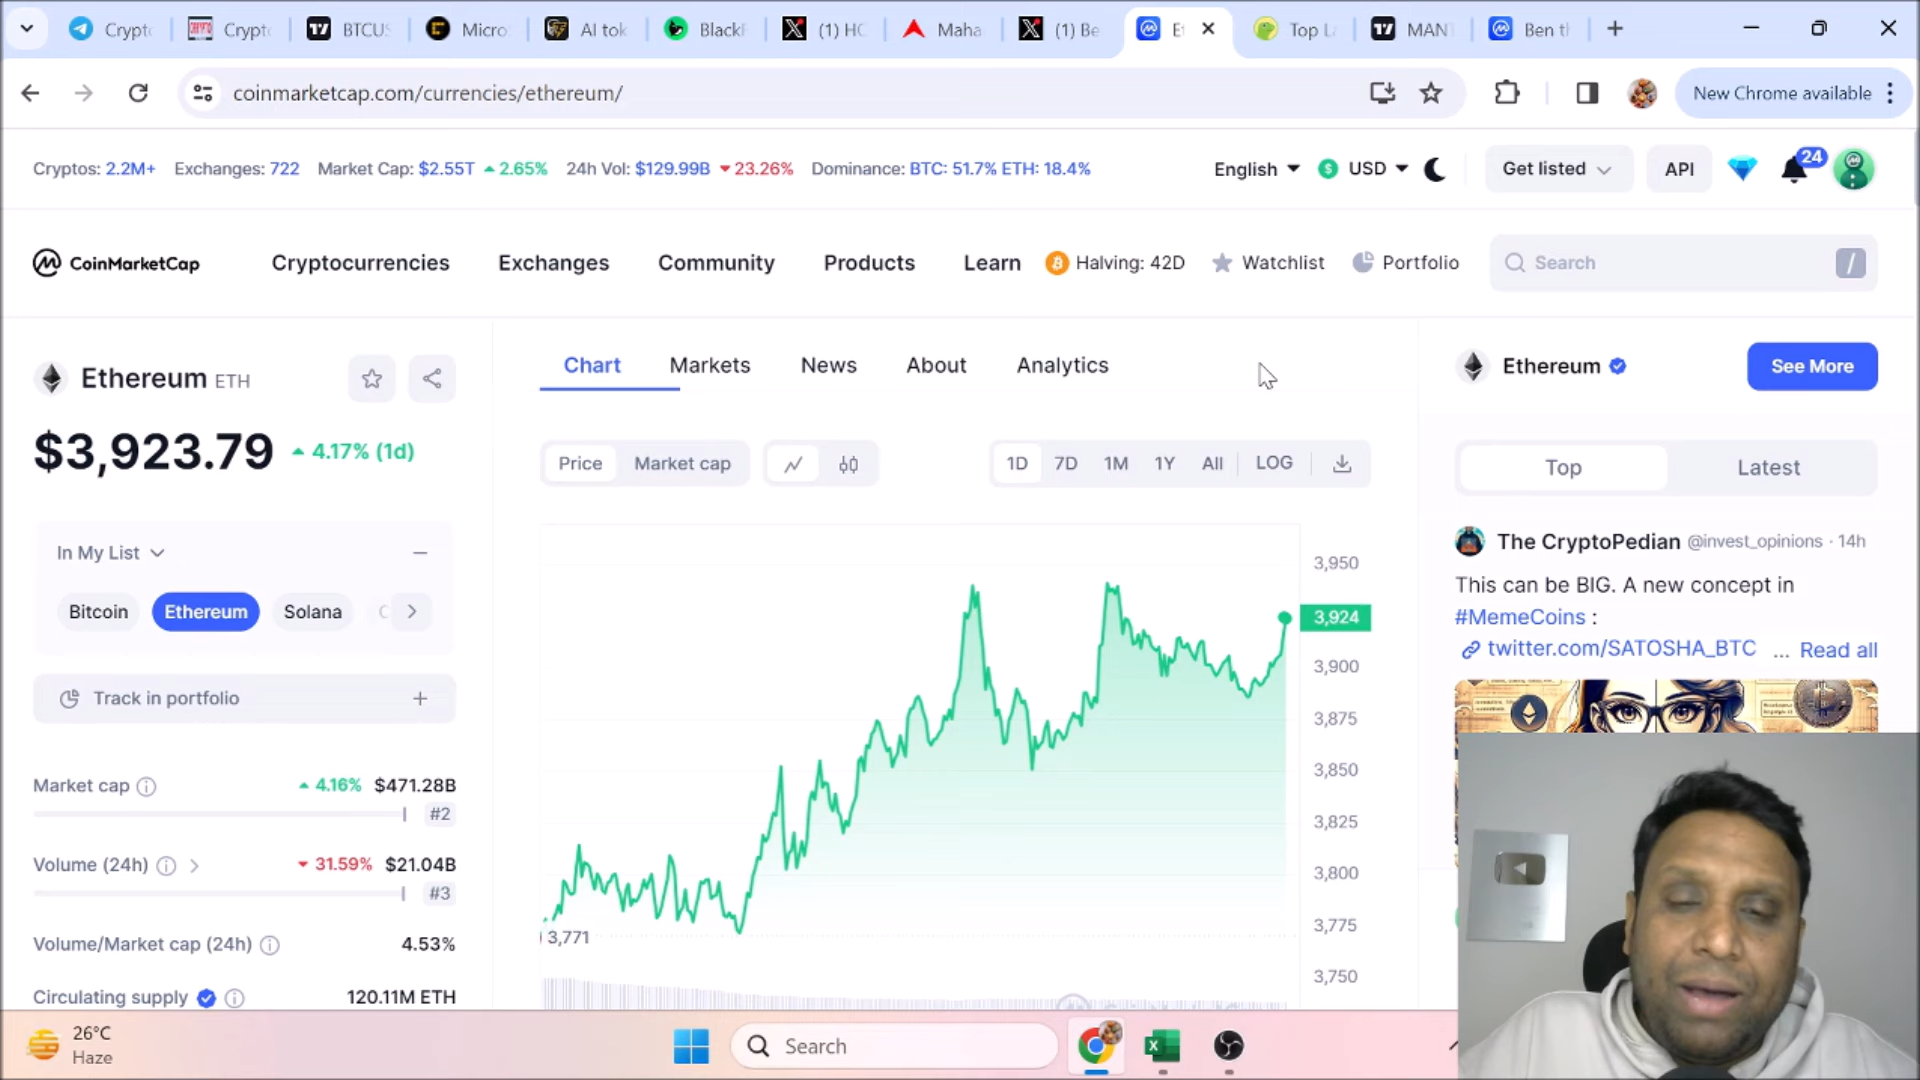 Crypto
Crypto
BTCUS
Micro
AI tok
BlackR
(1) HO
Maha
(1) Be
Et
Top La
MANT
Ben th
coinmarketcap.com/currencies/ethereum/
New Chrome available
Cryptos: 2.2M+ Exchanges: 722 Market Cap: $2.55T 2.65% 24h Vol: $129.99B 23.26% Dominance: BTC: 51.7% ETH: 18.4%
English USD Get listed API 24
CoinMarketCap Cryptocurrencies Exchanges Community Products Learn Halving: 42D Watchlist Portfolio Search /
Ethereum ETH
$3,923.79 4.17% (1d)
In My List
Bitcoin Ethereum Solana
Track in portfolio +
Market cap 4.16% $471.28B
#2
Volume (24h) 31.59% $21.04B
#3
Volume/Market cap (24h) 4.53%
Circulating supply 120.11M ETH
Chart Markets News About Analytics
Price Market cap 1D 7D 1M 1Y All LOG
3,950
3,924
3,900
3,875
3,850
3,825
3,800
3,775
3,750
3,771
Ethereum See More
Top Latest
The CryptoPedian @invest_opinions · 14h
This can be BIG. A new concept in
#MemeCoins :
twitter.com/SATOSHA_BTC ... Read all
26°C
Haze
Search